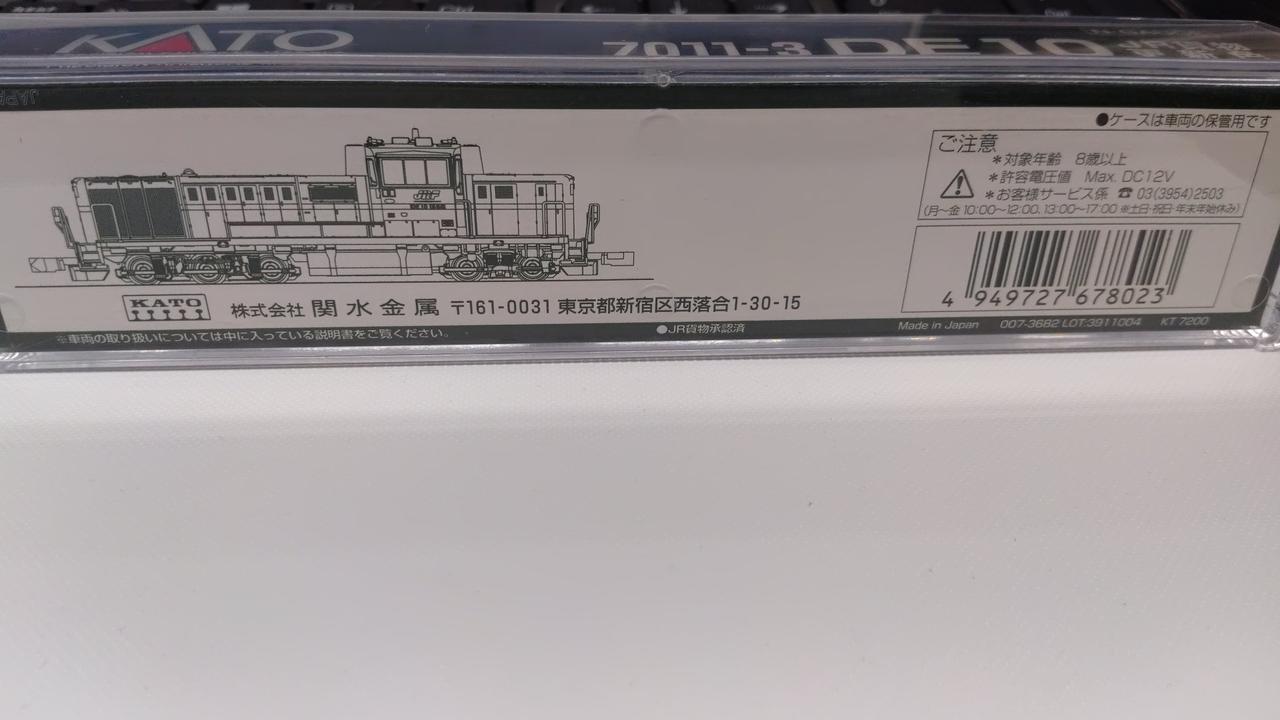 KATO
7011-3 DE10
●ケースは車両の保管用です
ご注意
＊対象年齢 8歳以上
＊許容電圧値 Max. DC12V
＊お客様サービス係 ☎ 03(3954)2503
(月〜金 10:00〜12:00、13:00〜17:00 ※土日・祝日・年末年始休み)
JRF
4 949727 678023
KATO
株式会社 関水金属 〒161-0031 東京都新宿区西落合1-30-15
※車両の取り扱いについては中に入っている説明書をご覧ください。
●JR貨物承認済
Made in Japan 007-3682 LOT:3911004 KT 7200